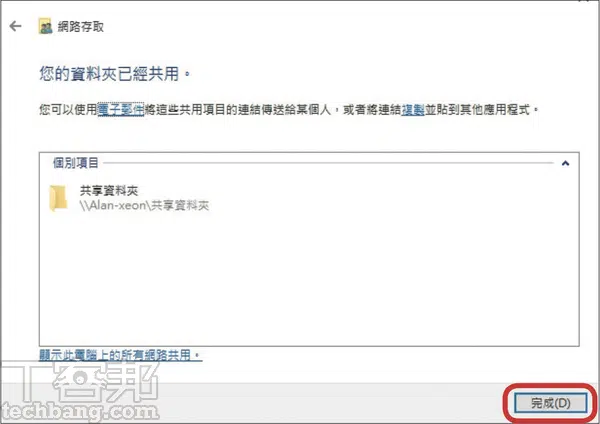 網路存取
您的資料夾已經共用。
您可以使用電子郵件將這些共用項目的連結傳送給某個人，或者將連結複製並貼到其他應用程式。
個別項目
共享資料夾
\\Alan-xeon\共享資料夾
顯示此電腦上的所有網路共用。
T客邦
techbang.com
完成(D)